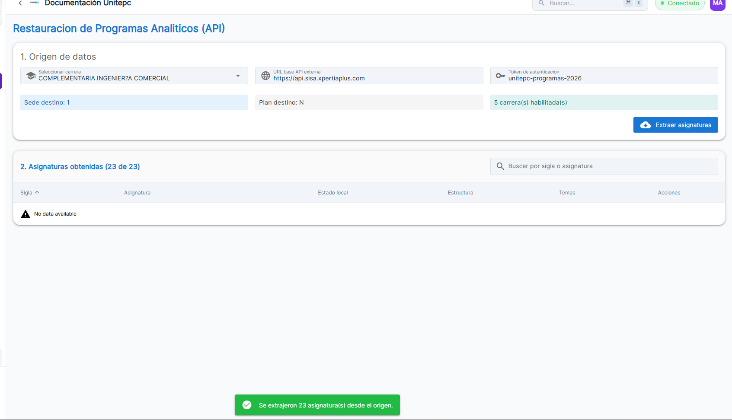 Documentación Unitepc
Buscar...
K
Conectado
MA
Restauracion de Programas Analiticos (API)
1. Origen de datos
Seleccionar carrera
COMPLEMENTARIA INGENIER?A COMERCIAL
URL base API externa
https://api.sisa.xpertiaplus.com
Token de autenticacion
unitepc-programas-2026
Sede destino: 1
Plan destino: N
5 carrera(s) habilitada(s)
Extraer asignaturas
2. Asignaturas obtenidas (23 de 23)
Buscar por sigla o asignatura
Sigla
Asignatura
Estado local
Estructura
Temas
Acciones
No data available
Se extrajeron 23 asignatura(s) desde el origen.